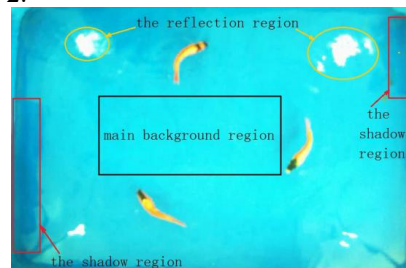 2.
the reflection region
main background region
the
shadow
region
the shadow region